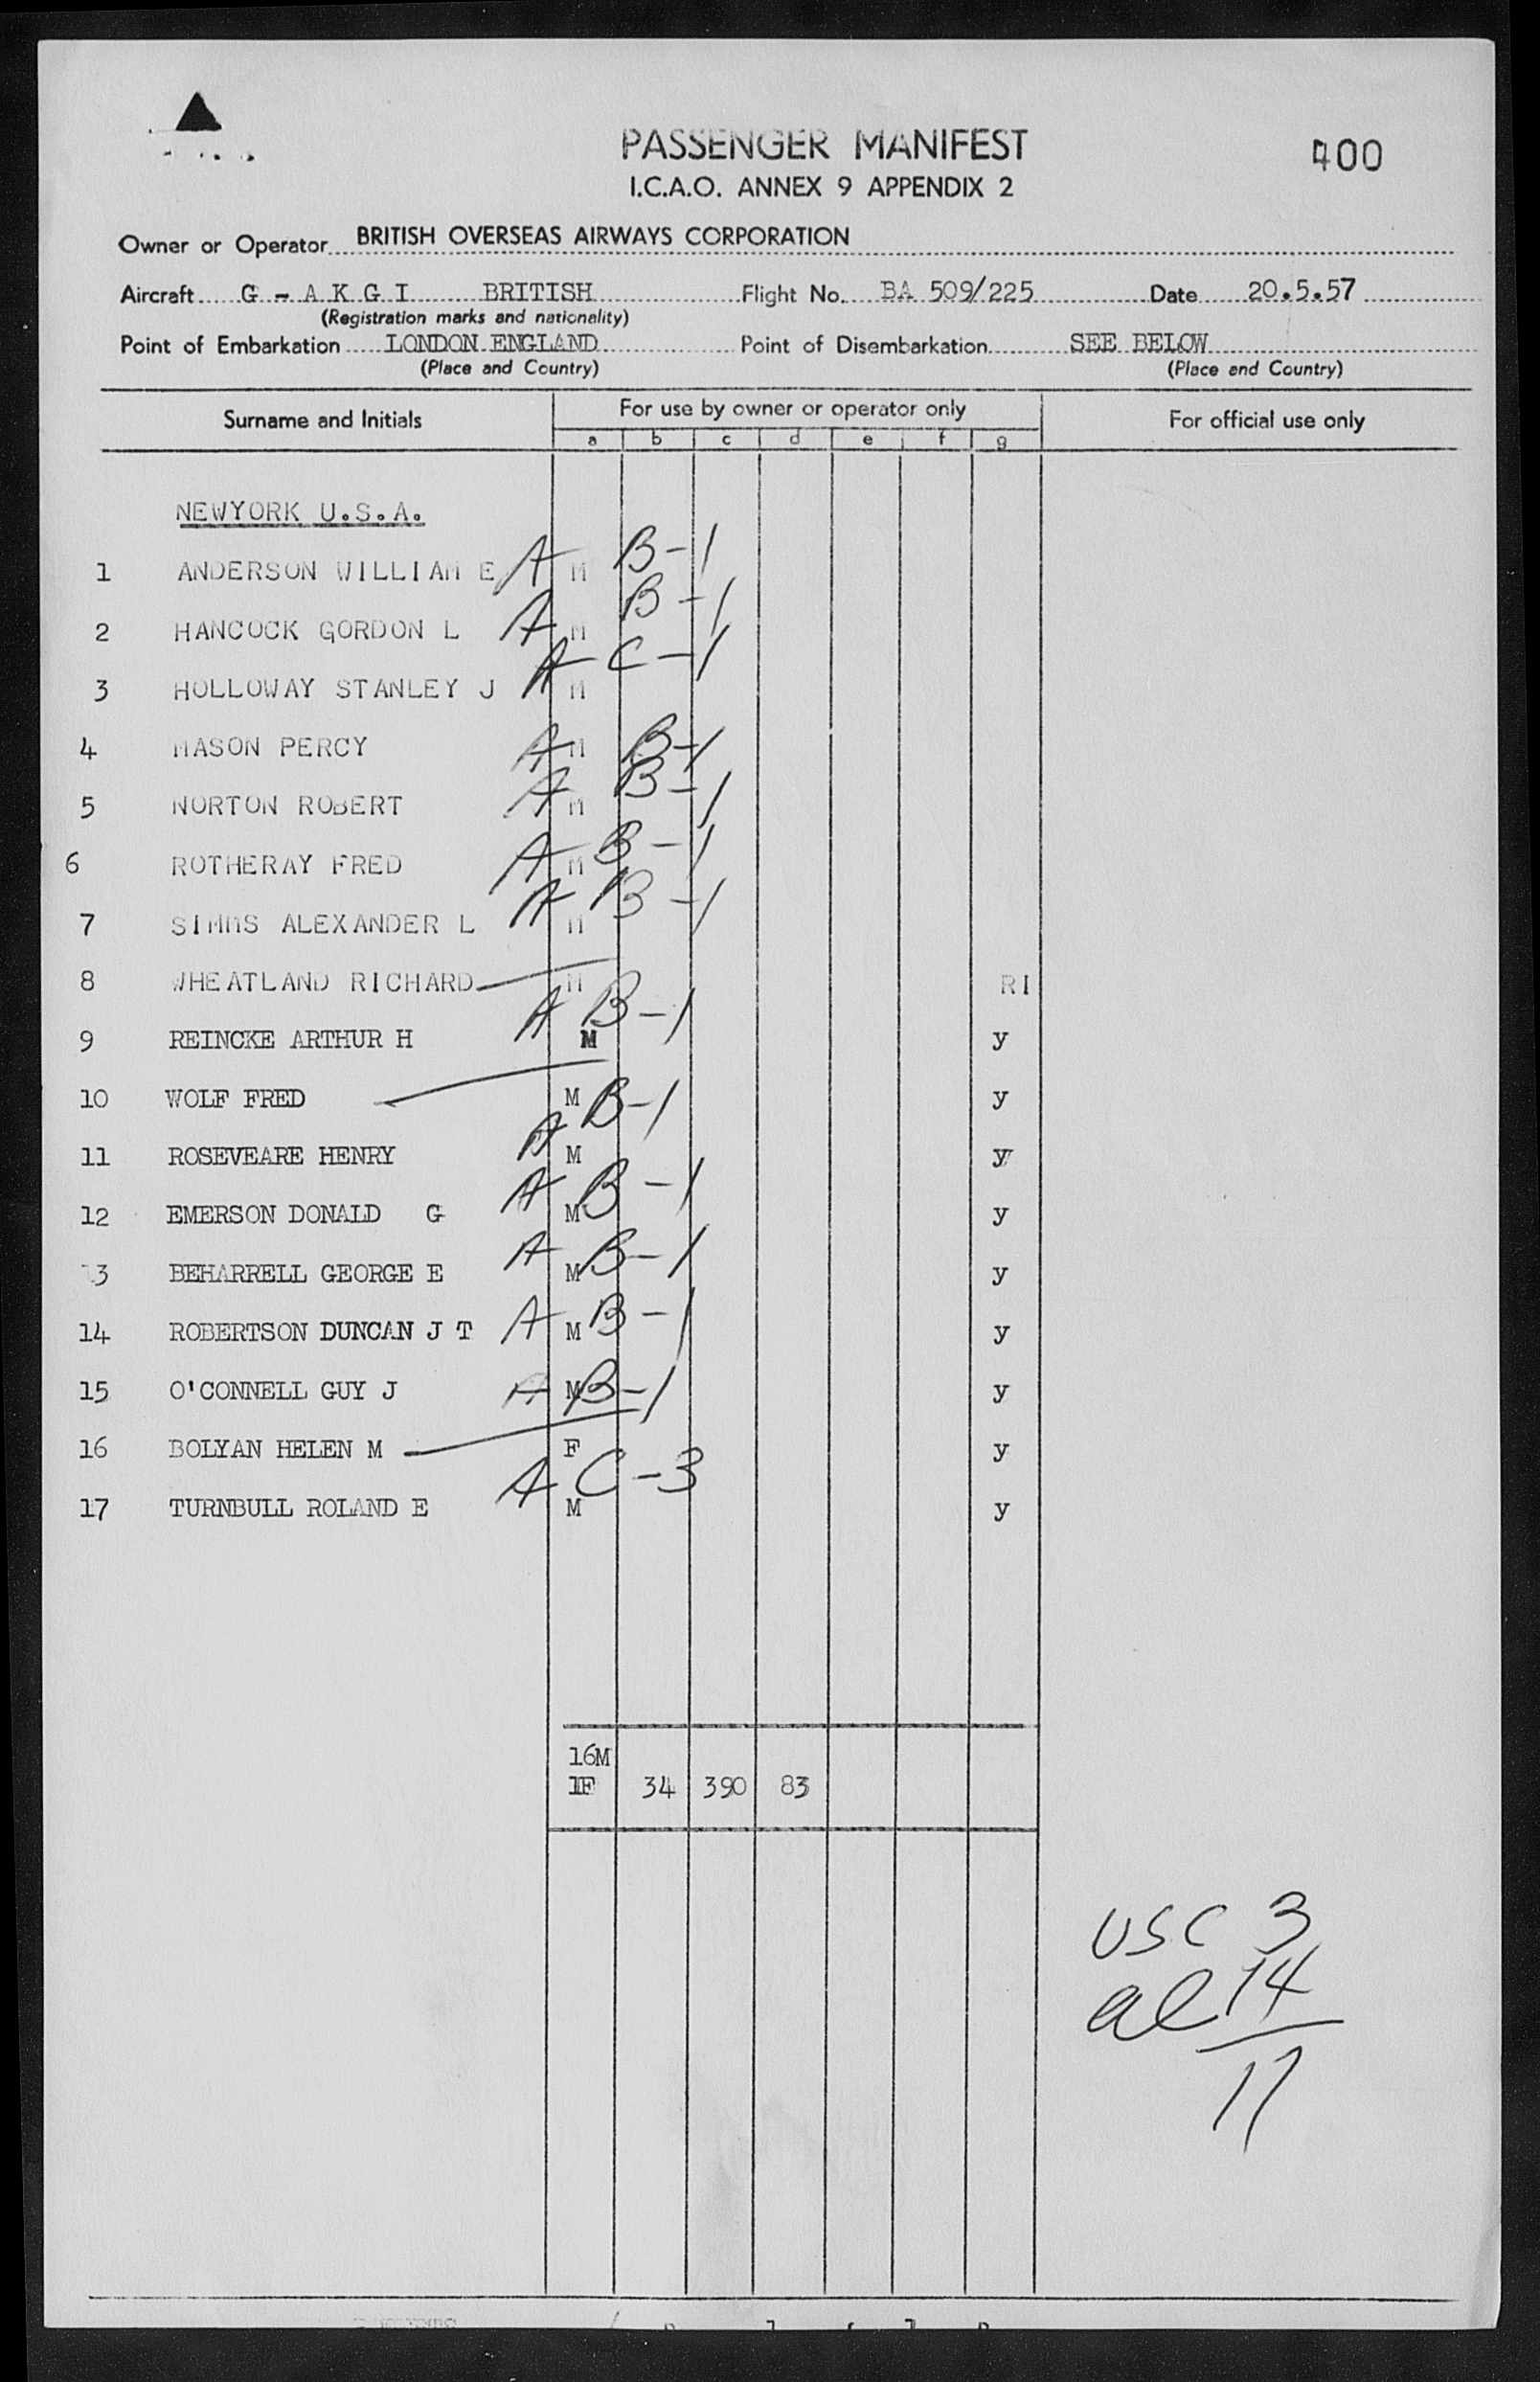 PASSENGER MANIFEST
400
I.C.A.O. ANNEX 9 APPENDIX 2
Owner or Operator BRITISH OVERSEAS AIRWAYS CORPORATION
Aircraft G - A K G I BRITISH Flight No. BA 509/225 Date 20.5.57
(Registration marks and nationality)
Point of Embarkation LONDON ENGLAND Point of Disembarkation SEE BELOW
(Place and Country) (Place and Country)
Surname and Initials For use by owner or operator only For official use only
a b c d e f g
NEWYORK U.S.A.
1 ANDERSON WILLIAM E A M B-1
2 HANCOCK GORDON L A M B-1
3 HOLLOWAY STANLEY J A M C-1
4 MASON PERCY A M B-1
5 NORTON ROBERT A M B-1
6 ROTHERAY FRED A M B-1
7 SIMMS ALEXANDER L A M B-1
8 WHEATLAND RICHARD M RI
9 REINCKE ARTHUR H A M B-1 y
10 WOLF FRED M y
11 ROSEVEARE HENRY A M B-1 y
12 EMERSON DONALD G A M B-1 y
13 BEHARRELL GEORGE E A M B-1 y
14 ROBERTSON DUNCAN J T A M B-1 y
15 O'CONNELL GUY J A M B-1 y
16 BOLYAN HELEN M F y
17 TURNBULL ROLAND E A M C-3 y
16M
1F 34 390 83
USC 3
al 14
17